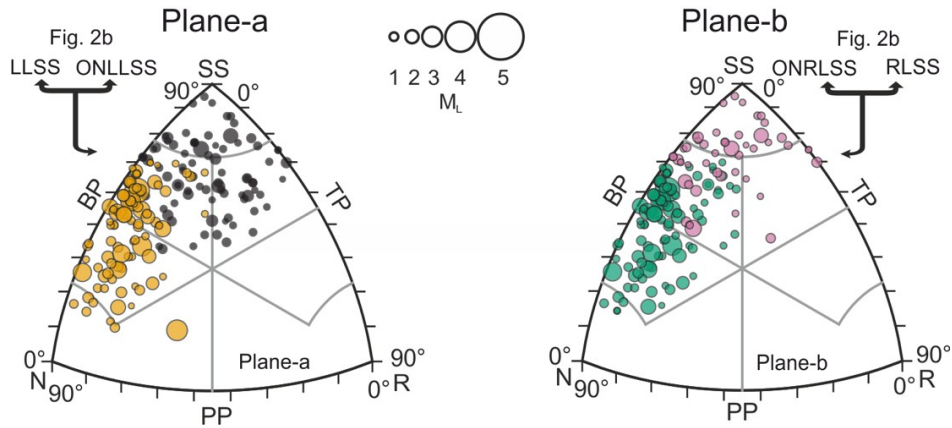 Plane-a
Plane-b
Fig. 2b
LLSS ONLLSS
1 2 3 4 5
M_L
Fig. 2b
ONRLSS RLSS
SS
90° 0°
BP
TP
Plane-a
0°
N
90°
PP
90°
0° R
SS
90° 0°
BP
TP
Plane-b
0°
N
90°
PP
90°
0° R